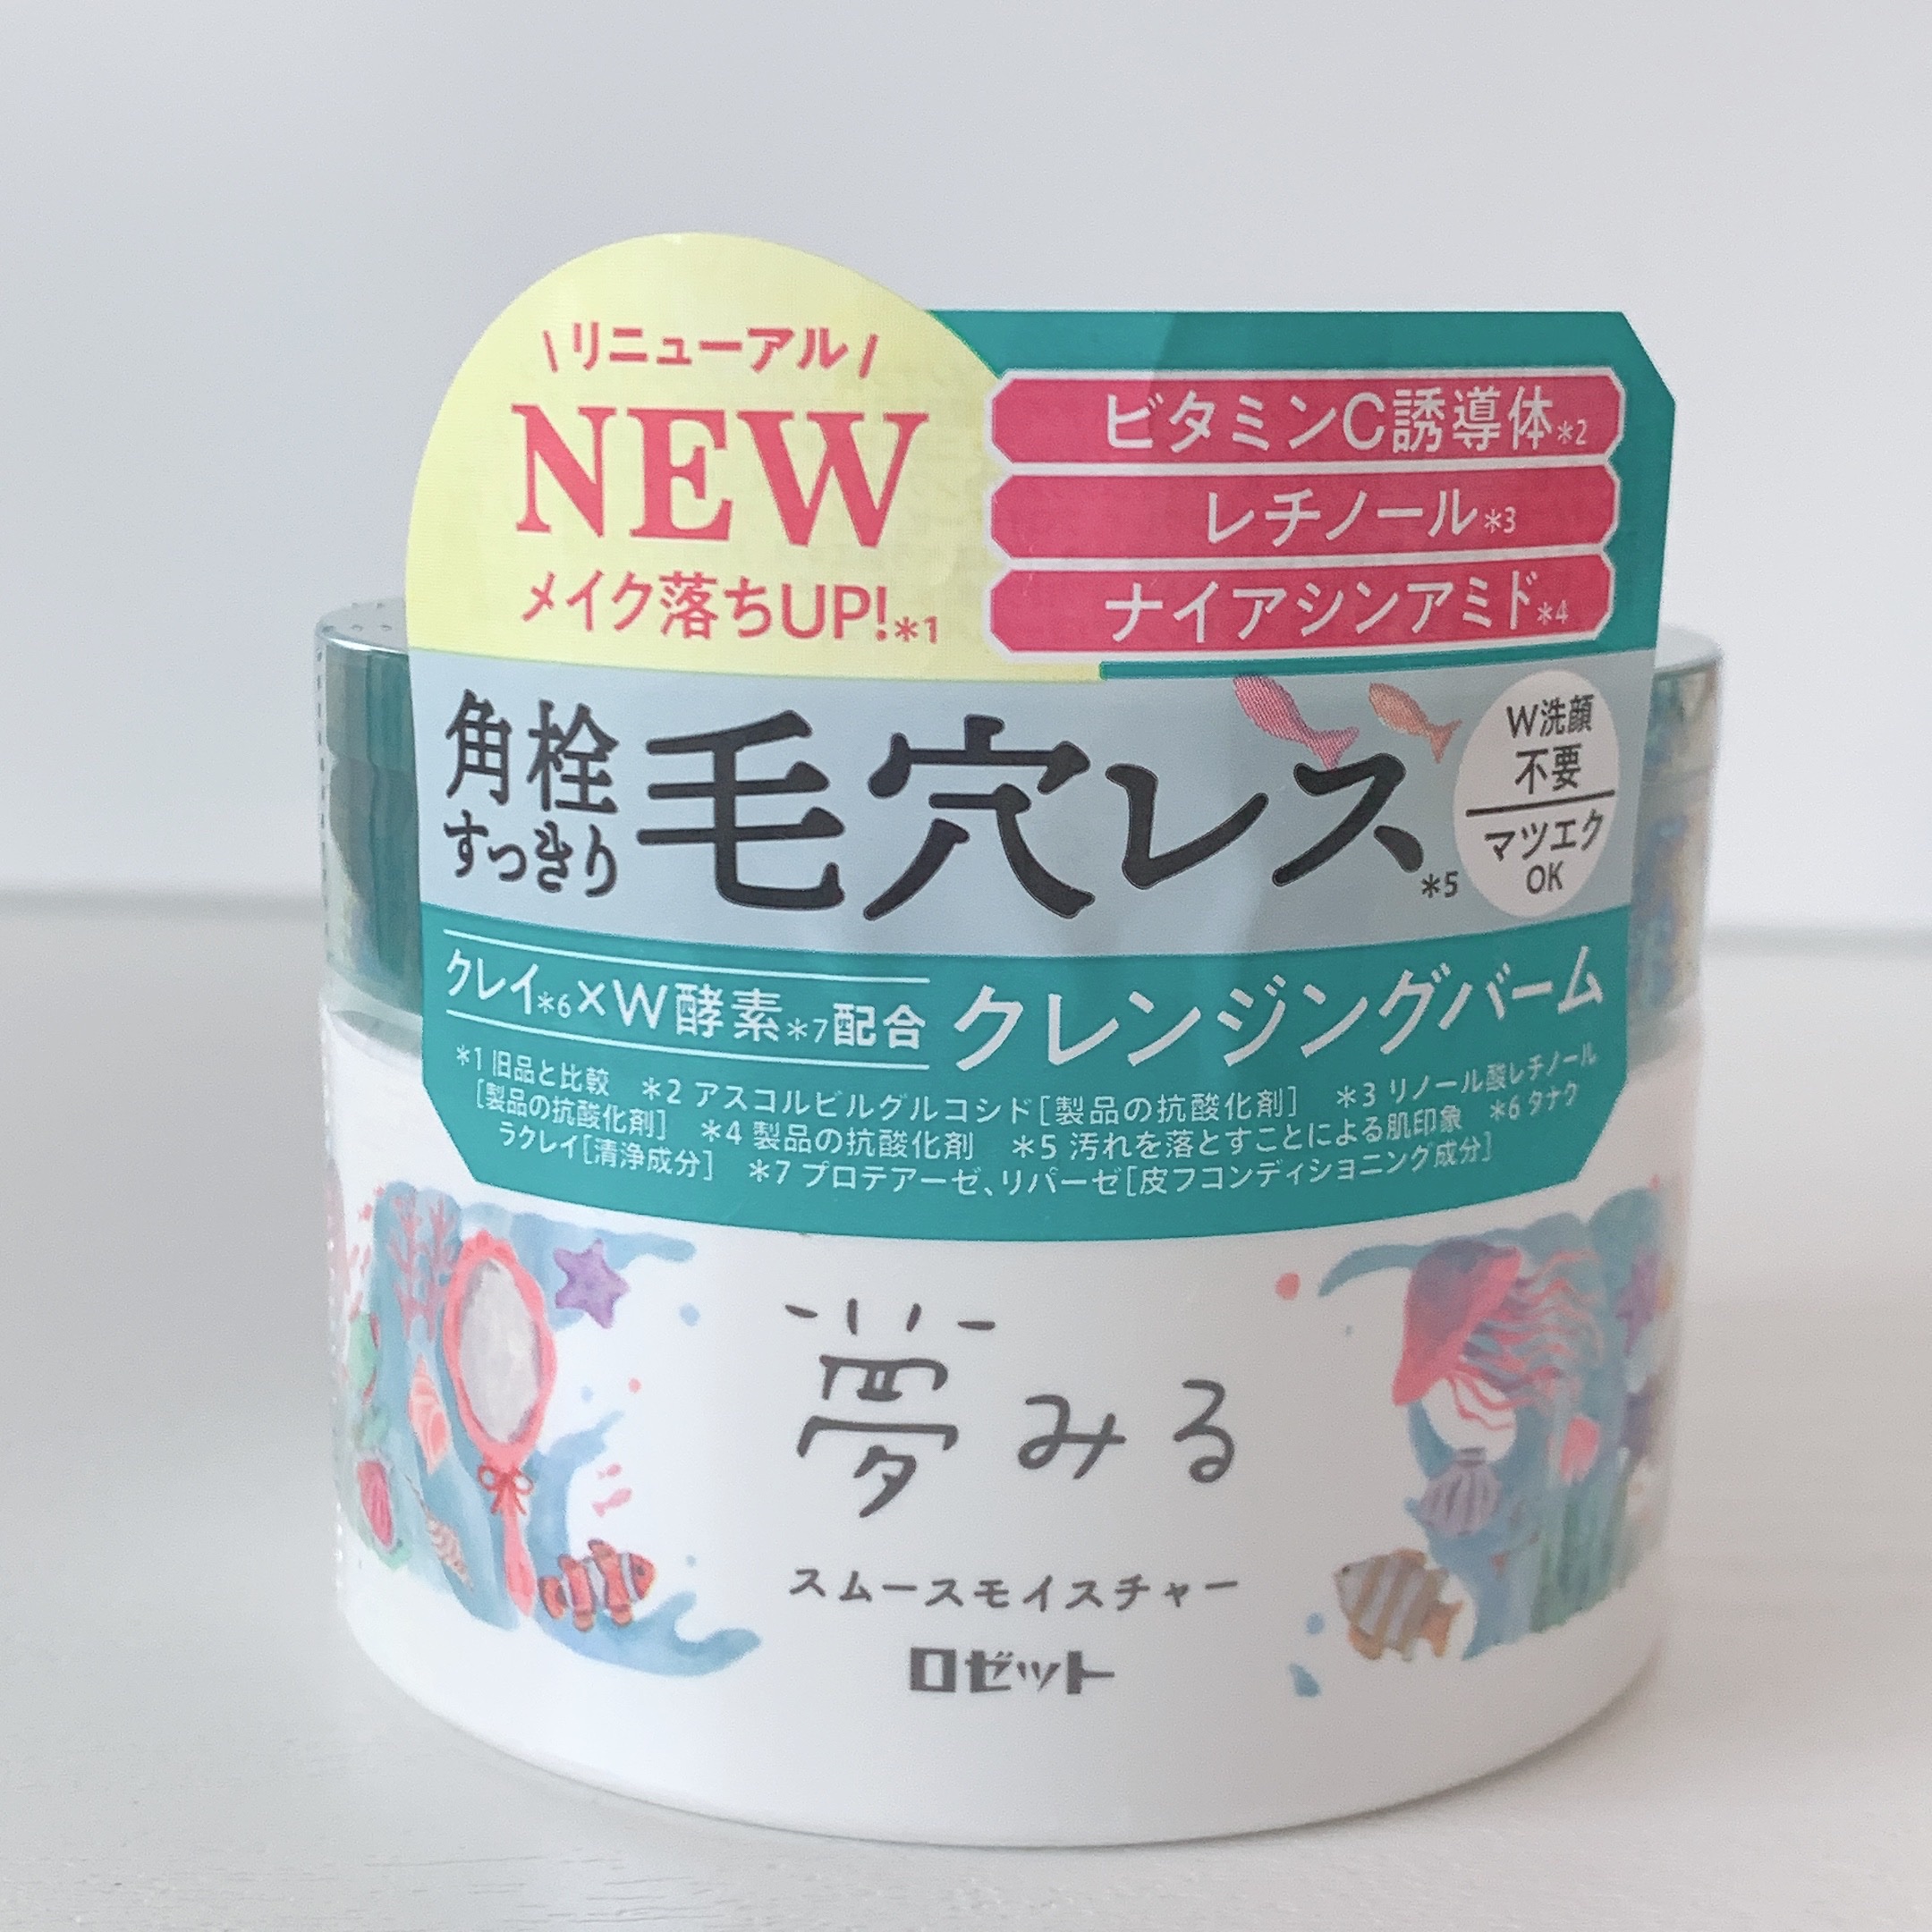 \リニューアル/
NEW
メイク落ちUP!*1
ビタミンC誘導体*2
レチノール*3
ナイアシンアミド*4
角栓
すっきり
毛穴レス*5
W洗顔
不要
マツエク
OK
クレイ*6×W酵素*7配合
クレンジングバーム
*1 旧品と比較 *2 アスコルビルグルコシド[製品の抗酸化剤] *3 リノール酸レチノール
[製品の抗酸化剤] *4 製品の抗酸化剤 *5 汚れを落とすことによる肌印象 *6 タナク
ラクレイ[清浄成分] *7 プロテアーゼ、リパーゼ[皮フコンディショニング成分]
夢みる
スムースモイスチャー
ロゼット